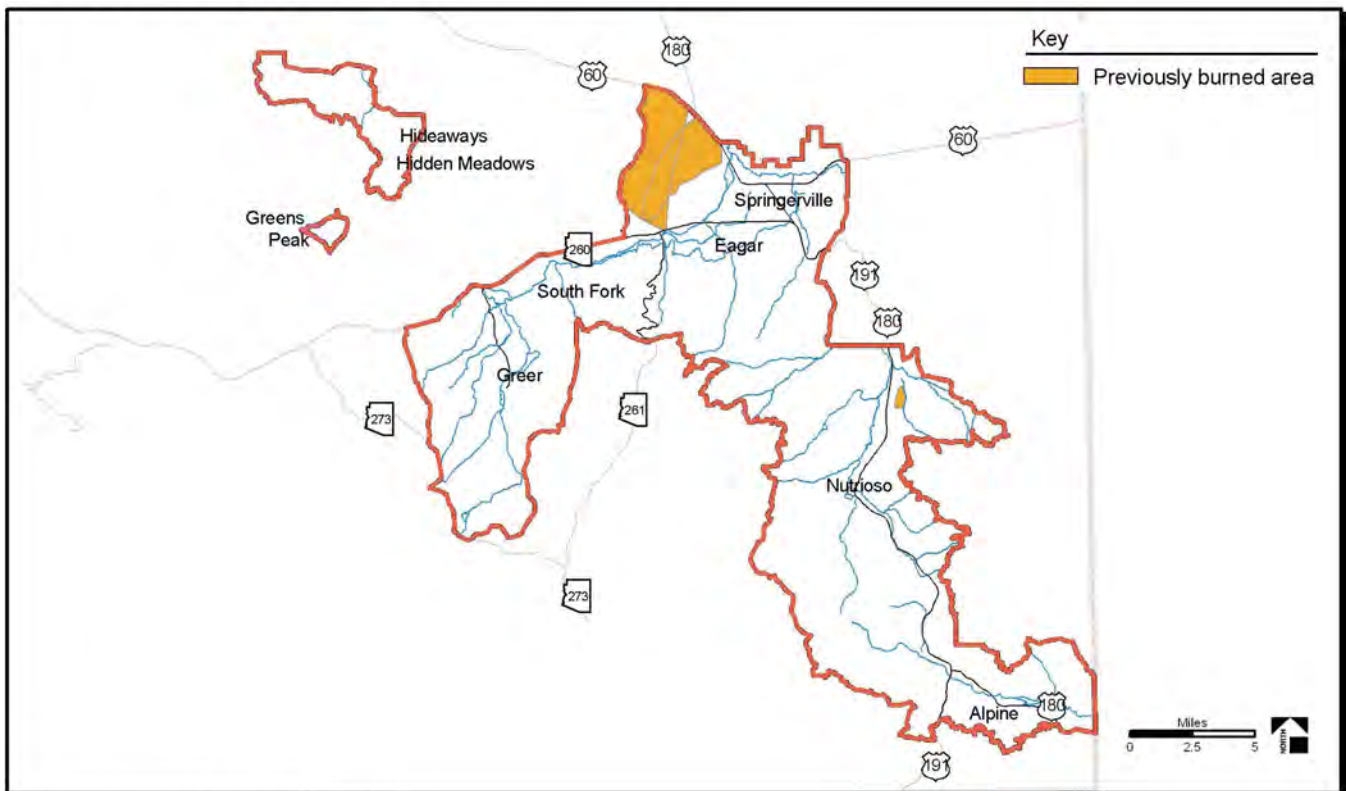 Key
Previously burned area
180
60
60
Hideaways
Hidden Meadows
Springerville
Greens
Peak
Eagar
260
191
South Fork
180
Greer
273
261
Nutrioso
273
Alpine
180
191
Miles
0 2.5 5
NORTH